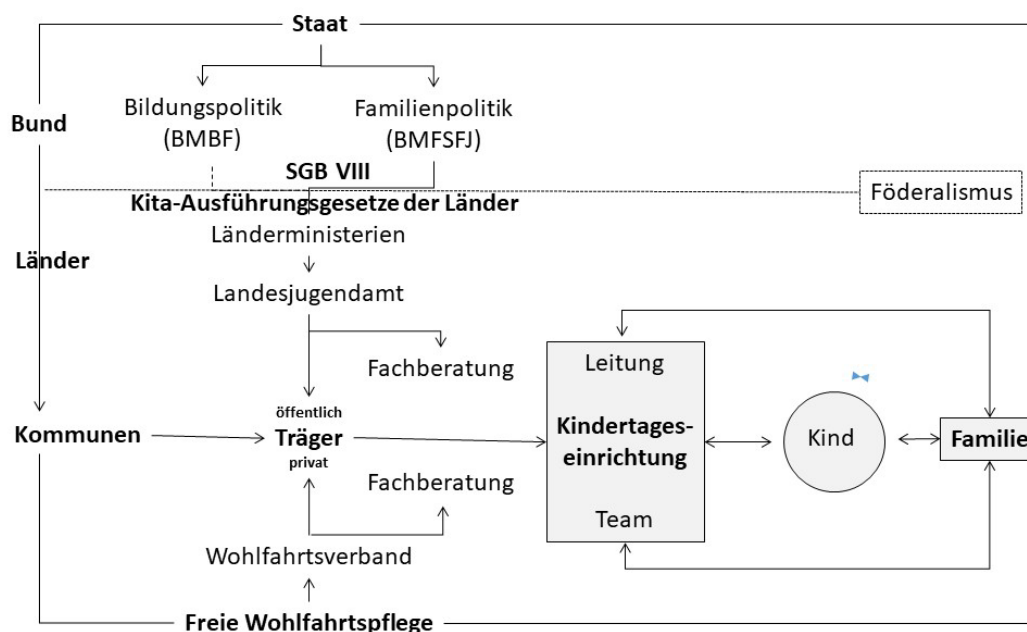 Staat
Bildungspolitik
(BMBF)
Familienpolitik
(BMFSFJ)
Bund
SGB VIII
Föderalismus
Kita-Ausführungsgesetze der Länder
Länderministerien
Länder
Landesjugendamt
Fachberatung
Leitung
öffentlich
Kommunen
Träger
privat
Kindertages-
einrichtung
Kind
Familie
Fachberatung
Team
Wohlfahrtsverband
Freie Wohlfahrtspflege